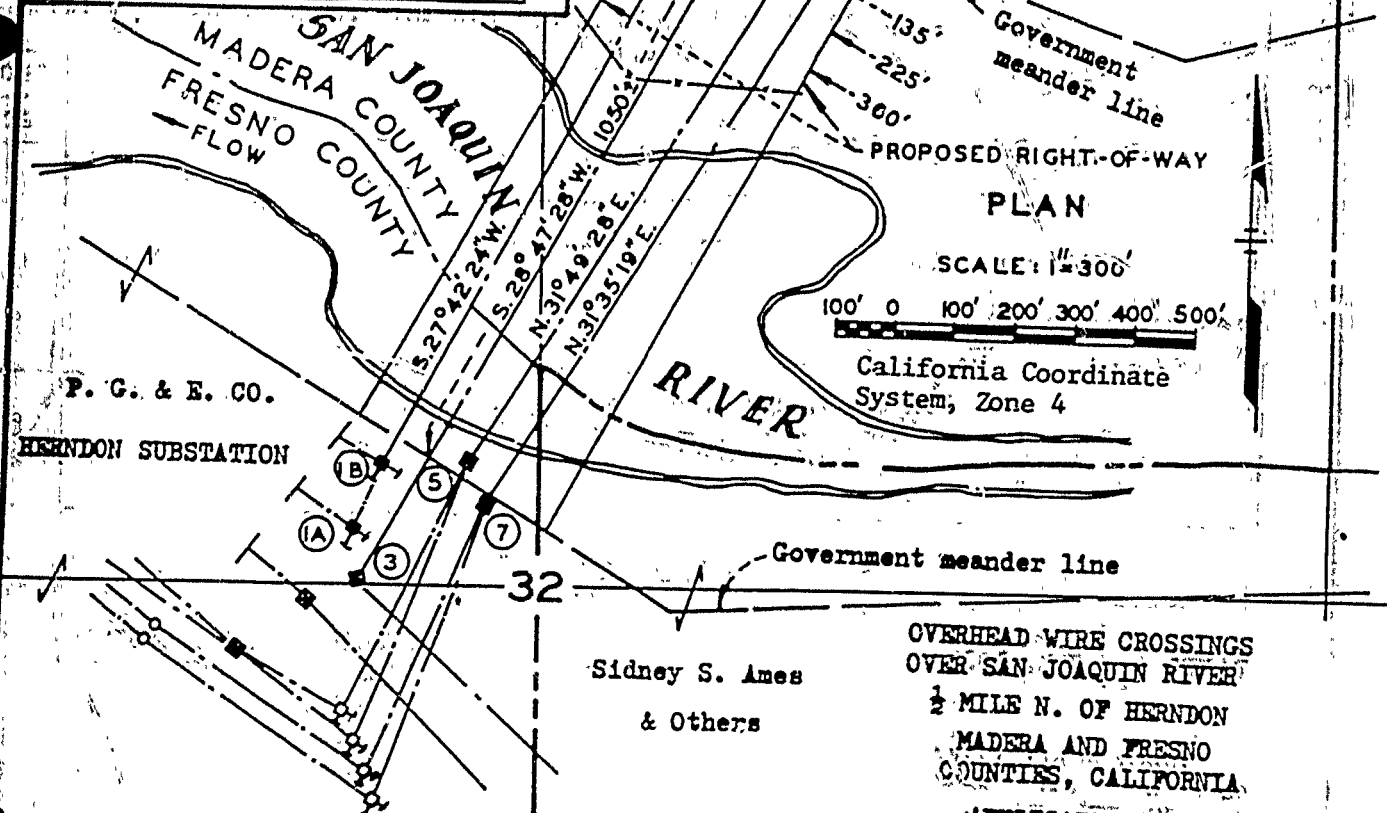 SAN JOAQUIN
MADERA COUNTY
FRESNO COUNTY
FLOW
1050'±
S.27°42'24"W.
S.28°47'28"W.
N.31°49'28"E.
N.31°35'19"E.
135'
225'
360'
Government
meander line
PROPOSED RIGHT-OF-WAY
PLAN
SCALE: 1"=300'
100' 0 100' 200' 300' 400' 500'
California Coordinate
System, Zone 4
RIVER
P. G. & E. CO.
HERNDON SUBSTATION
1B
5
1A
3
7
32
Government meander line
Sidney S. Ames
& Others
OVERHEAD WIRE CROSSINGS
OVER SAN JOAQUIN RIVER
½ MILE N. OF HERNDON
MADERA AND FRESNO
COUNTIES, CALIFORNIA